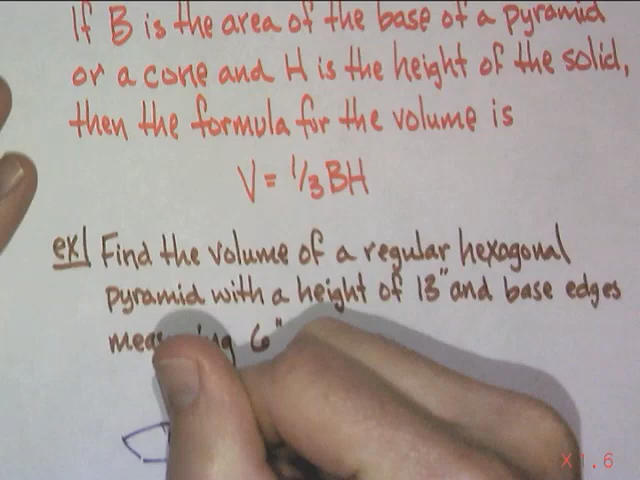 If B is the area of the base of a pyramid
or a cone and H is the height of the solid,
then the formula for the volume is
V = 1/3 BH
ex1 Find the volume of a regular hexagonal
pyramid with a height of 13" and base edges
6"
X1.6